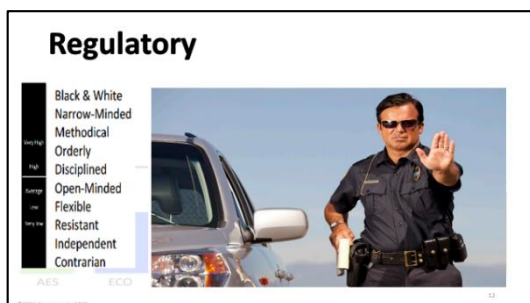 Regulatory
Black & White
Narrow-Minded
Methodical
Very High
Orderly
High
Disciplined
Average
Open-Minded
Low
Flexible
Very low
Resistant
Independent
Contrarian
AES ECO
12